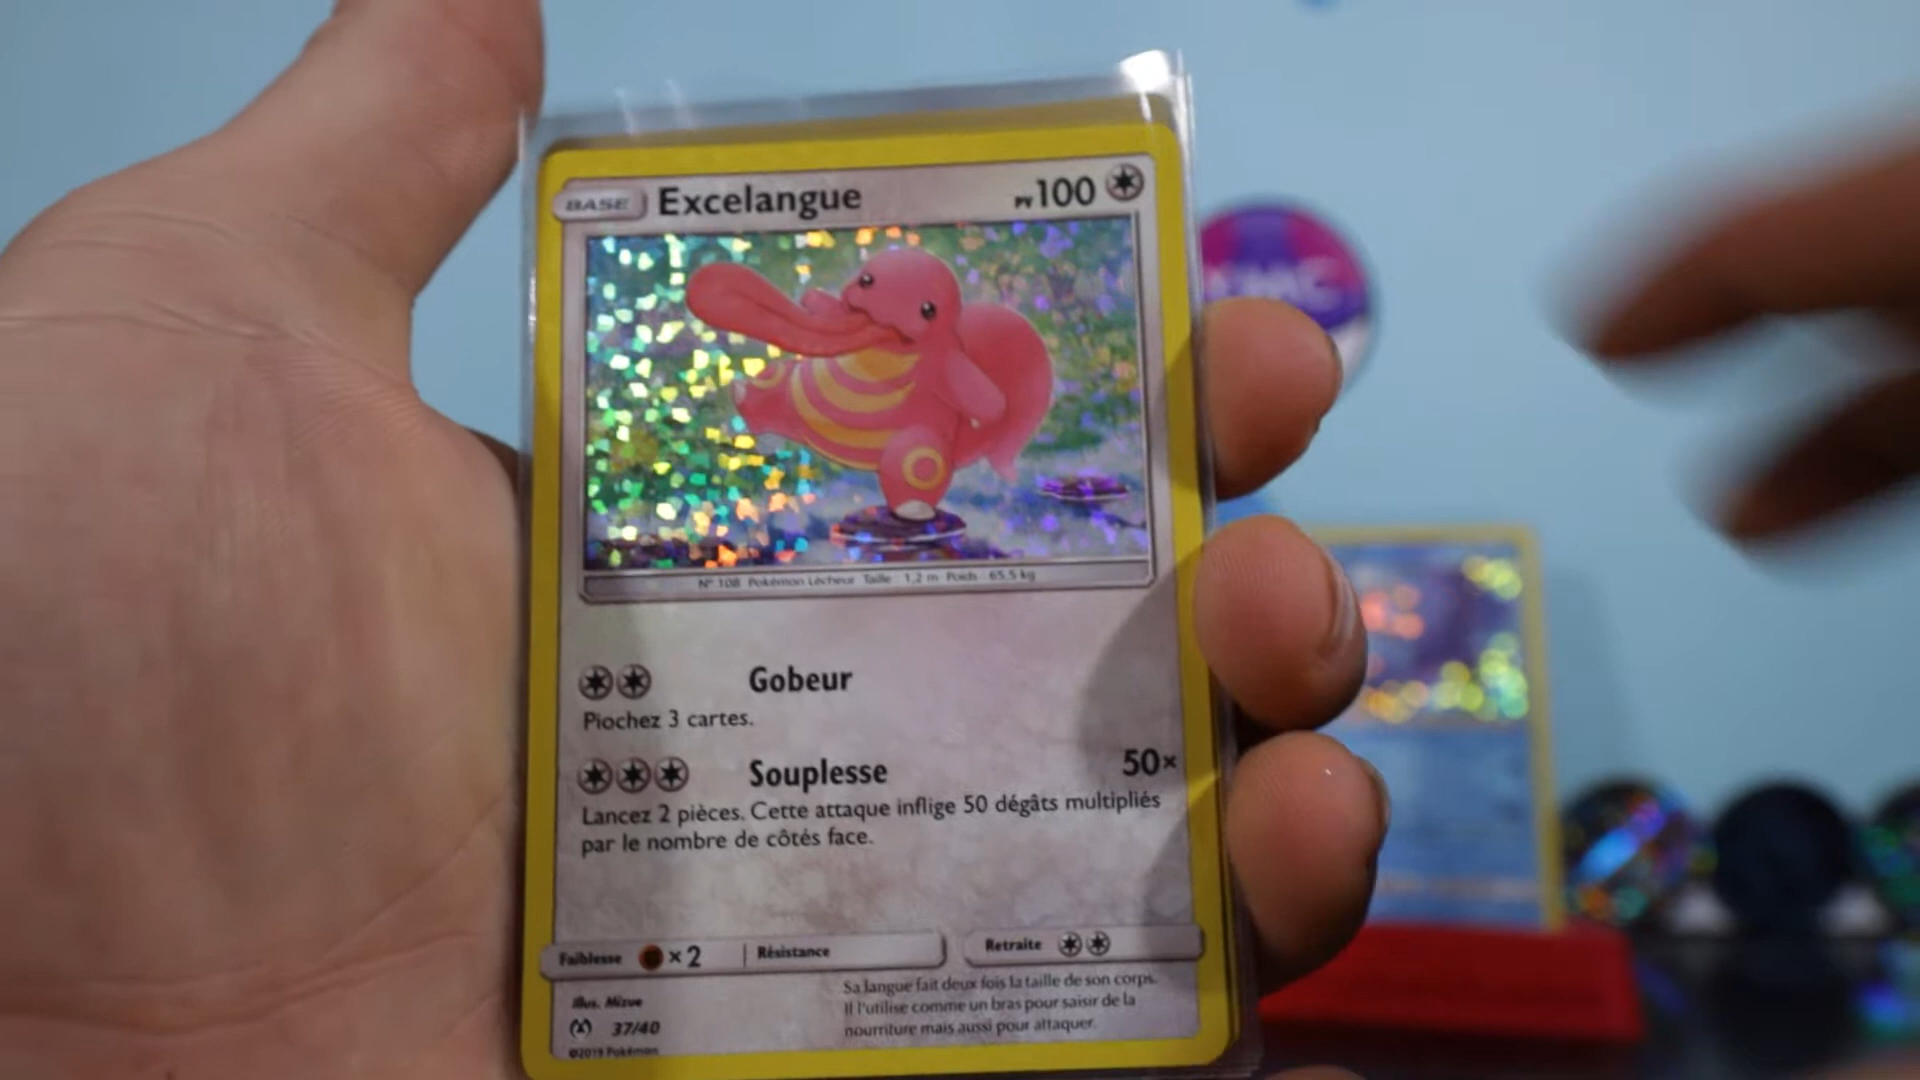 BASE Excelangue PV100
N° 108 Pokémon Lécheur Taille : 1,2 m Poids : 65,5 kg
Gobeur
Piochez 3 cartes.
Souplesse 50×
Lancez 2 pièces. Cette attaque inflige 50 dégâts multipliés
par le nombre de côtés face.
Faiblesse ×2 Résistance Retraite
Sa langue fait deux fois la taille de son corps.
Il l'utilise comme un bras pour saisir de la
nourriture mais aussi pour attaquer.
Illus. Mizue
37/40
©2019 Pokémon